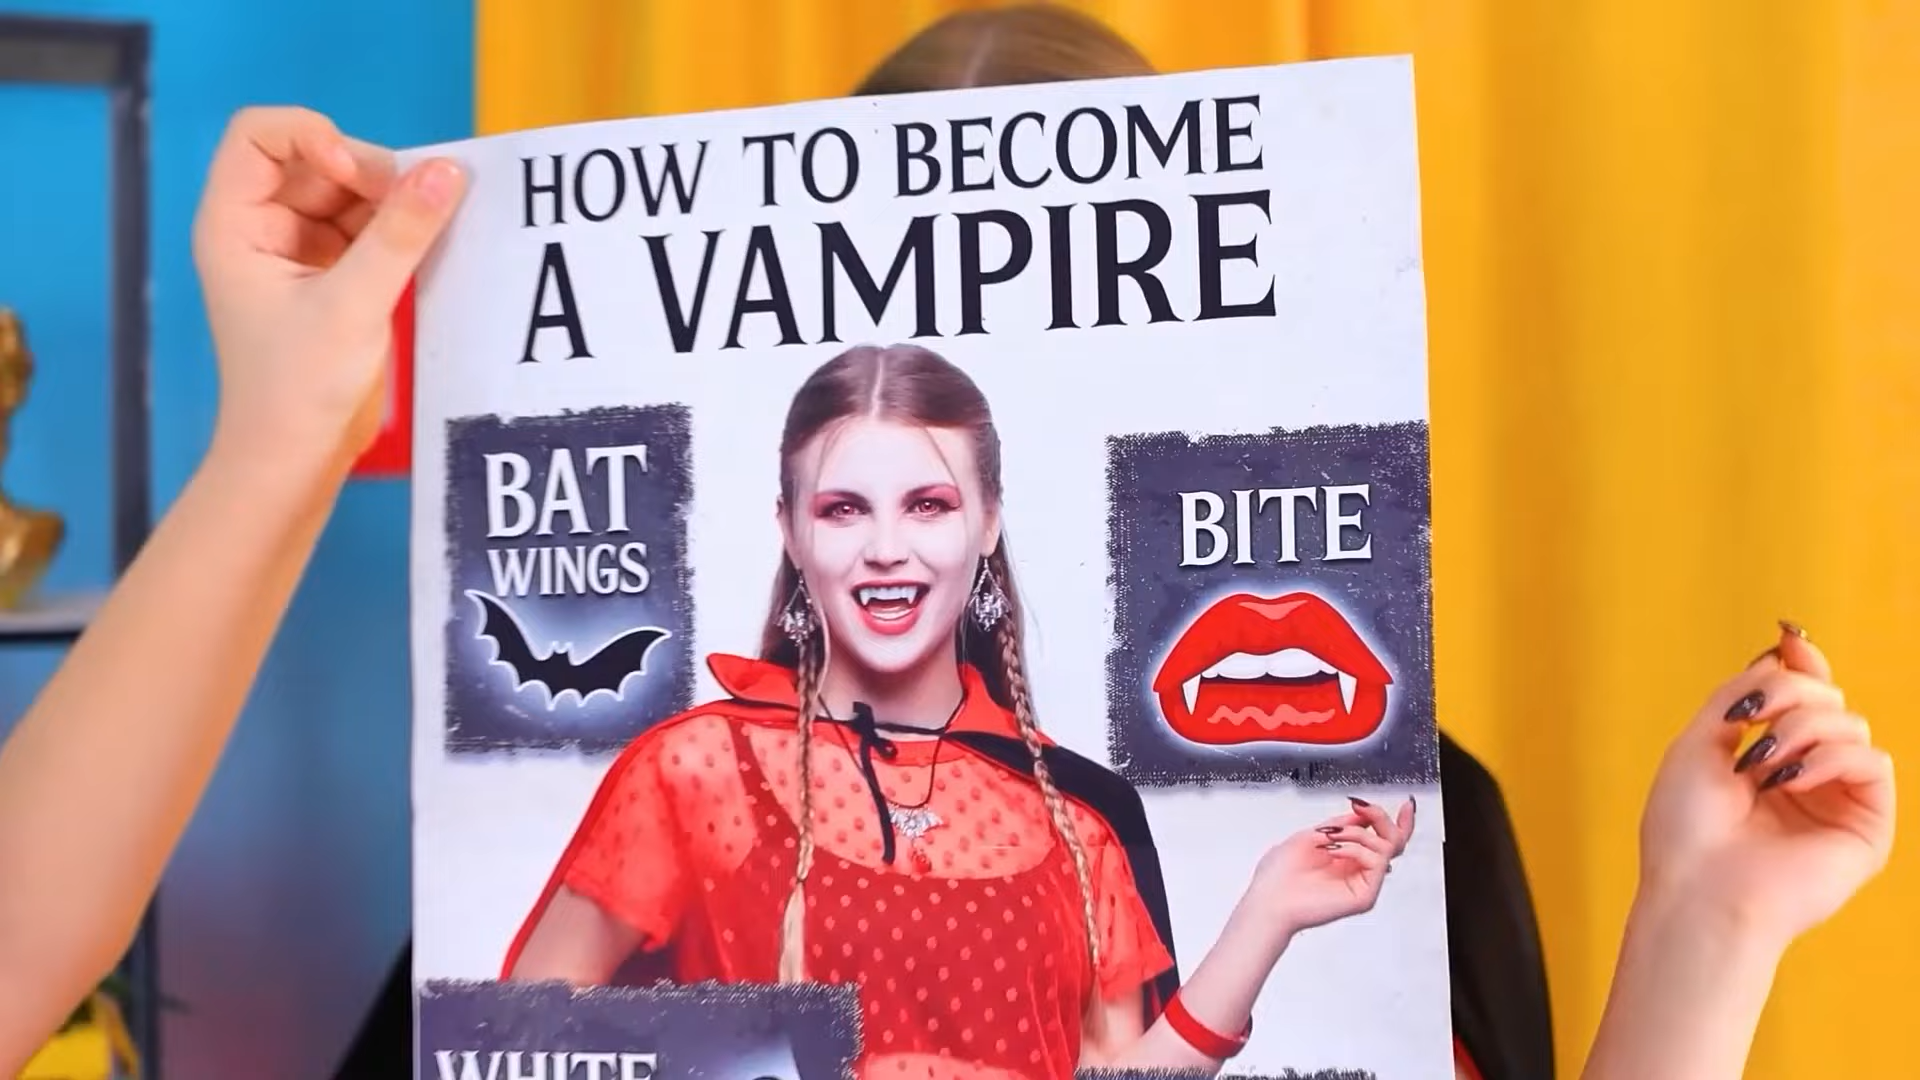 HOW TO BECOME
A VAMPIRE
BAT
WINGS
BITE
WHITE